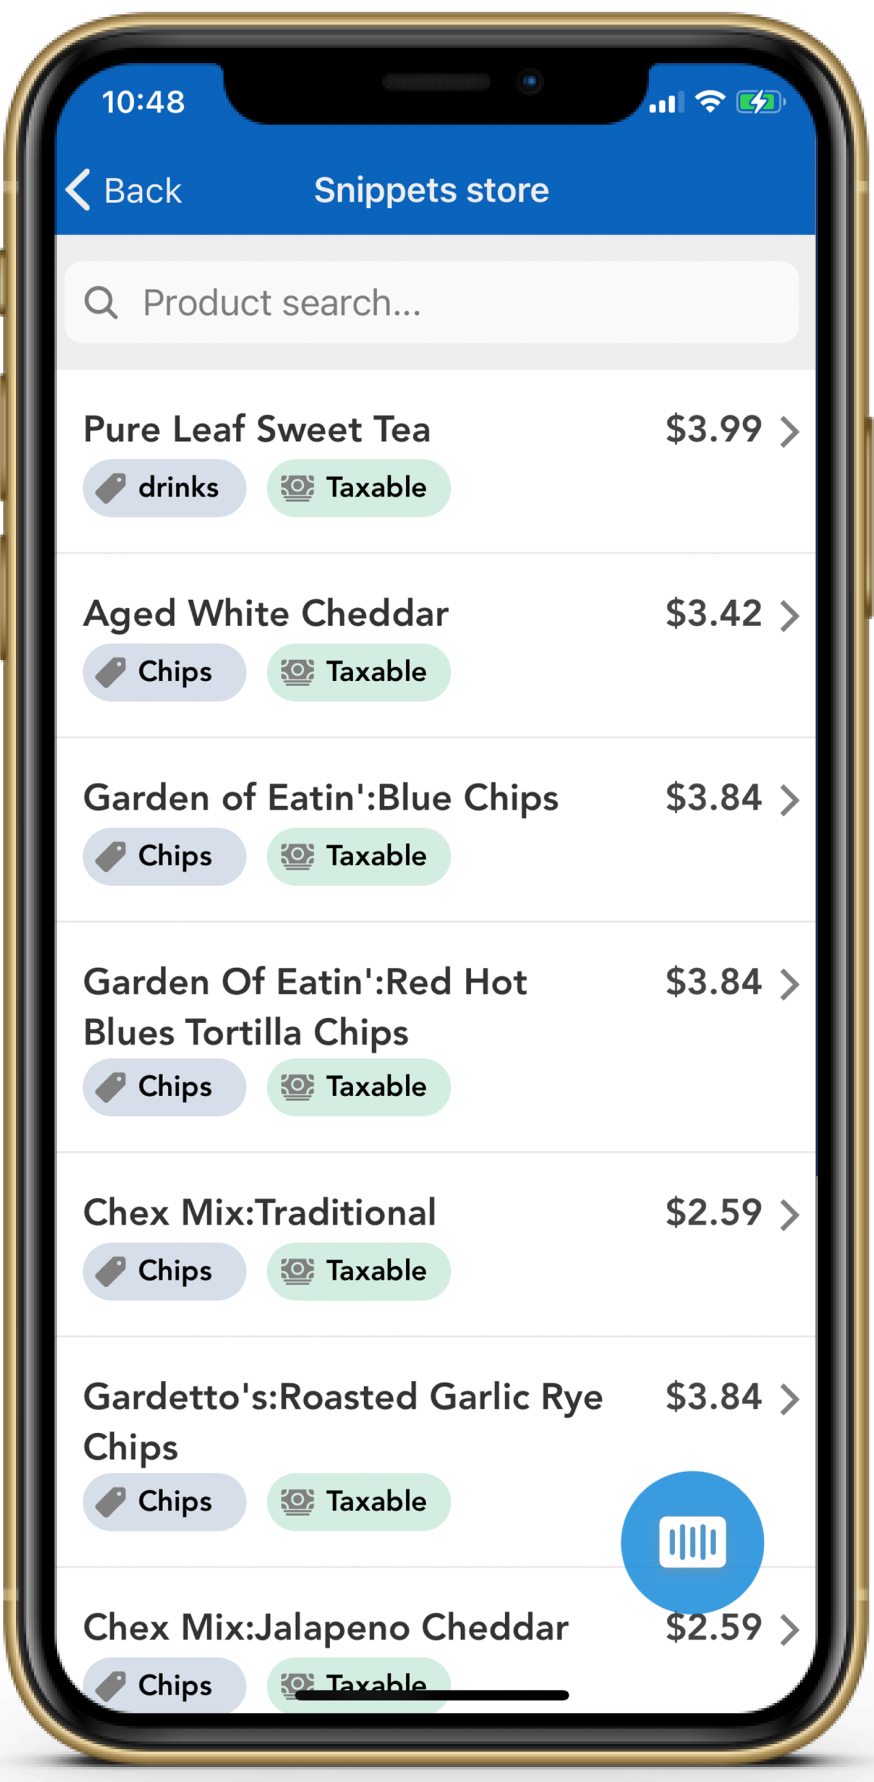 10:48
Back
Snippets store
Product search...
Pure Leaf Sweet Tea $3.99
drinks Taxable
Aged White Cheddar $3.42
Chips Taxable
Garden of Eatin':Blue Chips $3.84
Chips Taxable
Garden Of Eatin':Red Hot $3.84
Blues Tortilla Chips
Chips Taxable
Chex Mix:Traditional $2.59
Chips Taxable
Gardetto's:Roasted Garlic Rye $3.84
Chips
Chips Taxable
Chex Mix:Jalapeno Cheddar $2.59
Chips Taxable